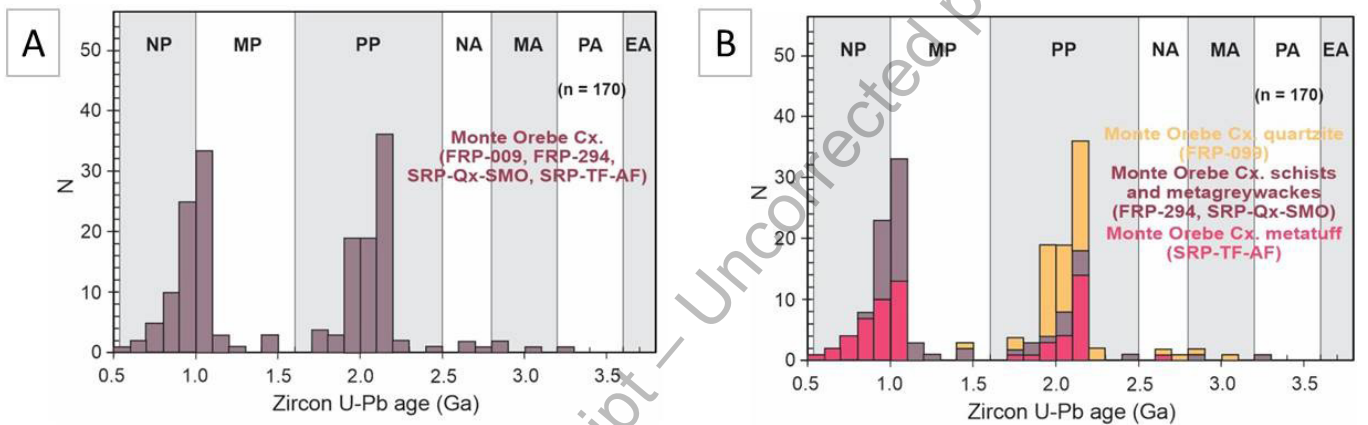 A
NP MP PP NA MA PA EA
(n = 170)
Monte Orebe Cx.
(FRP-009, FRP-294,
SRP-Qx-SMO, SRP-TF-AF)
N
50
40
30
20
10
0
0.5 1.0 1.5 2.0 2.5 3.0 3.5
Zircon U-Pb age (Ga)
B
NP MP PP NA MA PA EA
(n = 170)
Monte Orebe Cx. quartzite
(FRP-099)
Monte Orebe Cx. schists
and metagreywackes
(FRP-294, SRP-Qx-SMO)
Monte Orebe Cx. metatuff
(SRP-TF-AF)
N
50
40
30
20
10
0
0.5 1.0 1.5 2.0 2.5 3.0 3.5
Zircon U-Pb age (Ga)
ipt – Uncorrected p